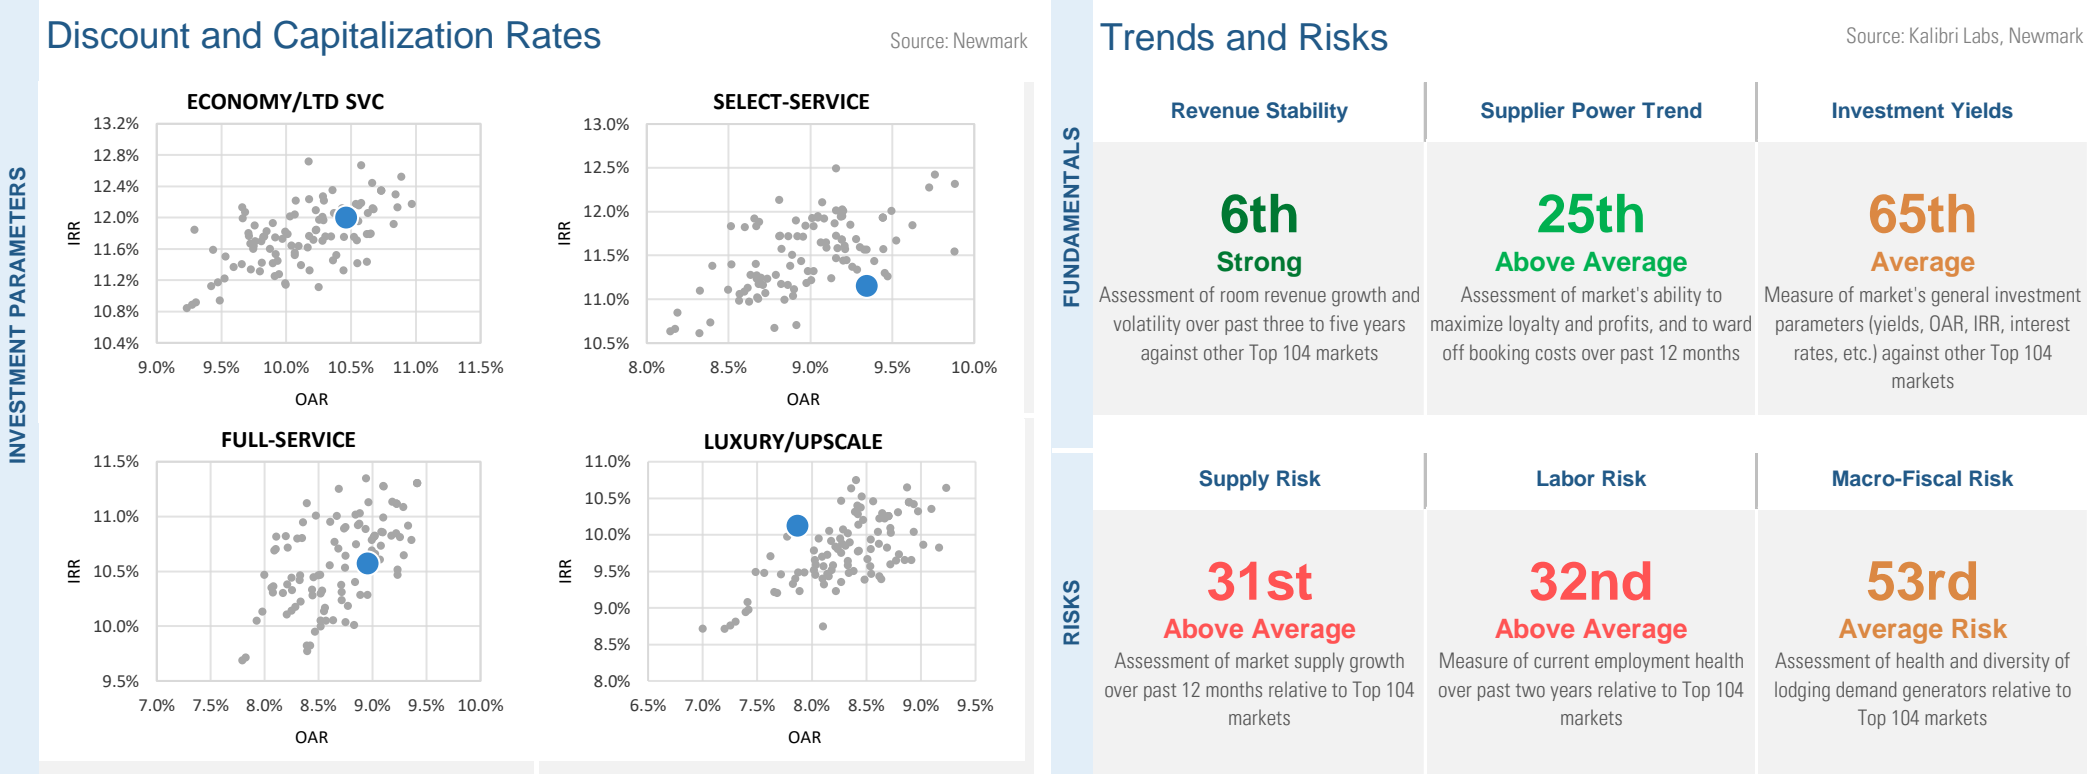 Discount and Capitalization Rates
Source: Newmark
INVESTMENT PARAMETERS
ECONOMY/LTD SVC
13.2%
12.8%
12.4%
12.0%
11.6%
11.2%
10.8%
10.4%
IRR
9.0% 9.5% 10.0% 10.5% 11.0% 11.5%
OAR
SELECT-SERVICE
13.0%
12.5%
12.0%
11.5%
11.0%
10.5%
IRR
8.0% 8.5% 9.0% 9.5% 10.0%
OAR
FULL-SERVICE
11.5%
11.0%
10.5%
10.0%
9.5%
IRR
7.0% 7.5% 8.0% 8.5% 9.0% 9.5% 10.0%
OAR
LUXURY/UPSCALE
11.0%
10.5%
10.0%
9.5%
9.0%
8.5%
8.0%
IRR
6.5% 7.0% 7.5% 8.0% 8.5% 9.0% 9.5%
OAR
Trends and Risks
Source: Kalibri Labs, Newmark
FUNDAMENTALS
Revenue Stability
6th
Strong
Assessment of room revenue growth and
volatility over past three to five years
against other Top 104 markets
Supplier Power Trend
25th
Above Average
Assessment of market's ability to
maximize loyalty and profits, and to ward
off booking costs over past 12 months
Investment Yields
65th
Average
Measure of market's general investment
parameters (yields, OAR, IRR, interest
rates, etc.) against other Top 104
markets
RISKS
Supply Risk
31st
Above Average
Assessment of market supply growth
over past 12 months relative to Top 104
markets
Labor Risk
32nd
Above Average
Measure of current employment health
over past two years relative to Top 104
markets
Macro-Fiscal Risk
53rd
Average Risk
Assessment of health and diversity of
lodging demand generators relative to
Top 104 markets